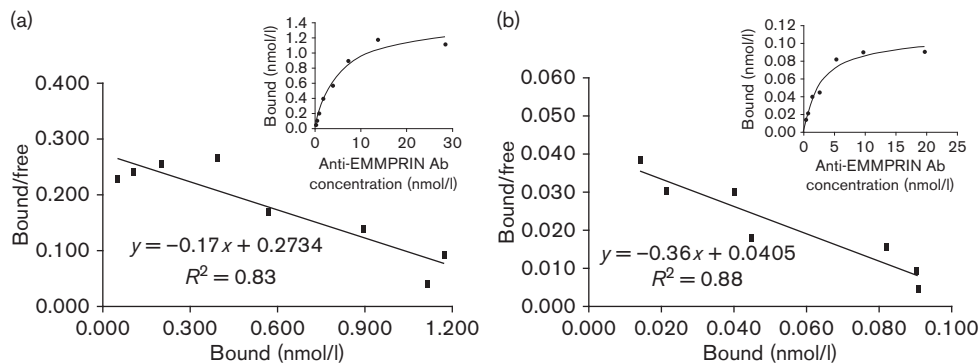 (a)
Bound (nmol/l)
1.4
1.2
1.0
0.8
0.6
0.4
0.2
0.0
0 10 20 30
Anti-EMMPRIN Ab
concentration (nmol/l)
Bound/free
0.400
0.300
0.200
0.100
0.000
y = −0.17x + 0.2734
R² = 0.83
0.000 0.300 0.600 0.900 1.200
Bound (nmol/l)
(b)
Bound (nmol/l)
0.12
0.10
0.08
0.06
0.04
0.02
0.00
0 5 10 15 20 25
Anti-EMMPRIN Ab
concentration (nmol/l)
Bound/free
0.060
0.050
0.040
0.030
0.020
0.010
0.000
y = −0.36x + 0.0405
R² = 0.88
0.000 0.020 0.040 0.060 0.080 0.100
Bound (nmol/l)